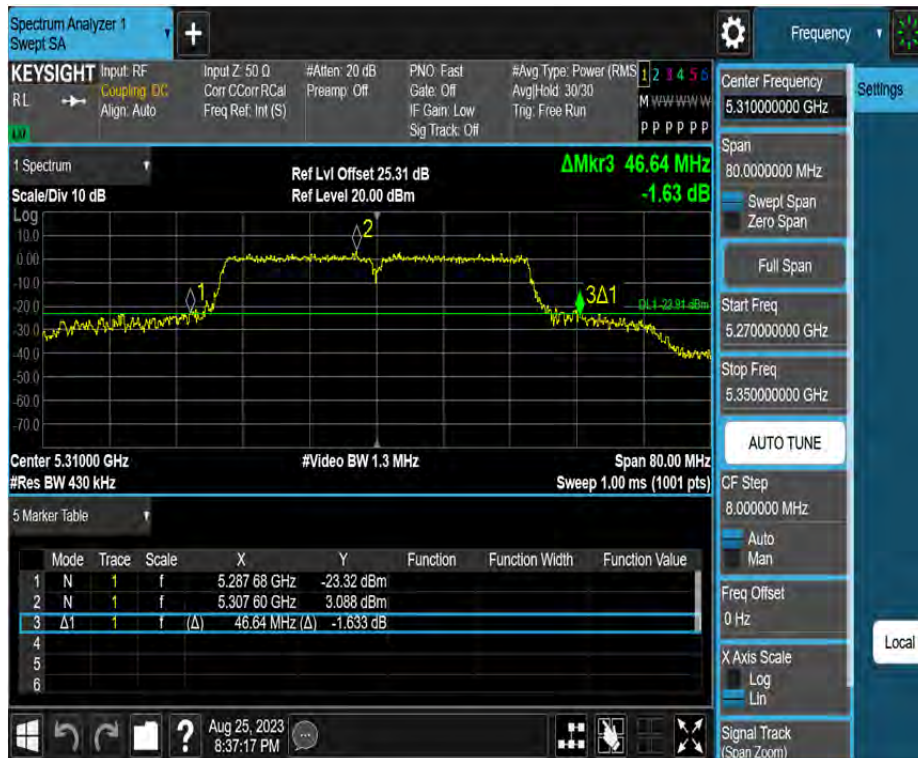 Spectrum Analyzer 1
Swept SA
+
Frequency
KEYSIGHT
RL
Input: RF
Coupling: DC
Align: Auto
Input Z: 50 Ω
Corr CCorr RCal
Freq Ref: Int (S)
#Atten: 20 dB
Preamp: Off
PNO: Fast
Gate: Off
IF Gain: Low
Sig Track: Off
#Avg Type: Power (RMS
Avg|Hold: 30/30
Trig: Free Run
1 2 3 4 5 6
M W W W W W
P P P P P P
1 Spectrum
Scale/Div 10 dB
Ref Lvl Offset 25.31 dB
Ref Level 20.00 dBm
ΔMkr3 46.64 MHz
-1.63 dB
Log
10.0
0.00
-10.0
-20.0
-30.0
-40.0
-50.0
-60.0
-70.0
1
2
3Δ1
DL1 -22.91 dBm
Center 5.31000 GHz
#Res BW 430 kHz
#Video BW 1.3 MHz
Span 80.00 MHz
Sweep 1.00 ms (1001 pts)
5 Marker Table
Mode Trace Scale X Y Function Function Width Function Value
1 N 1 f 5.287 68 GHz -23.32 dBm
2 N 1 f 5.307 60 GHz 3.088 dBm
3 Δ1 1 f (Δ) 46.64 MHz (Δ) -1.633 dB
4
5
6
Aug 25, 2023
8:37:17 PM
?
Center Frequency
5.310000000 GHz
Settings
Span
80.0000000 MHz
Swept Span
Zero Span
Full Span
Start Freq
5.270000000 GHz
Stop Freq
5.350000000 GHz
AUTO TUNE
CF Step
8.000000 MHz
Auto
Man
Freq Offset
0 Hz
X Axis Scale
Log
Lin
Signal Track
(Span Zoom)
Local